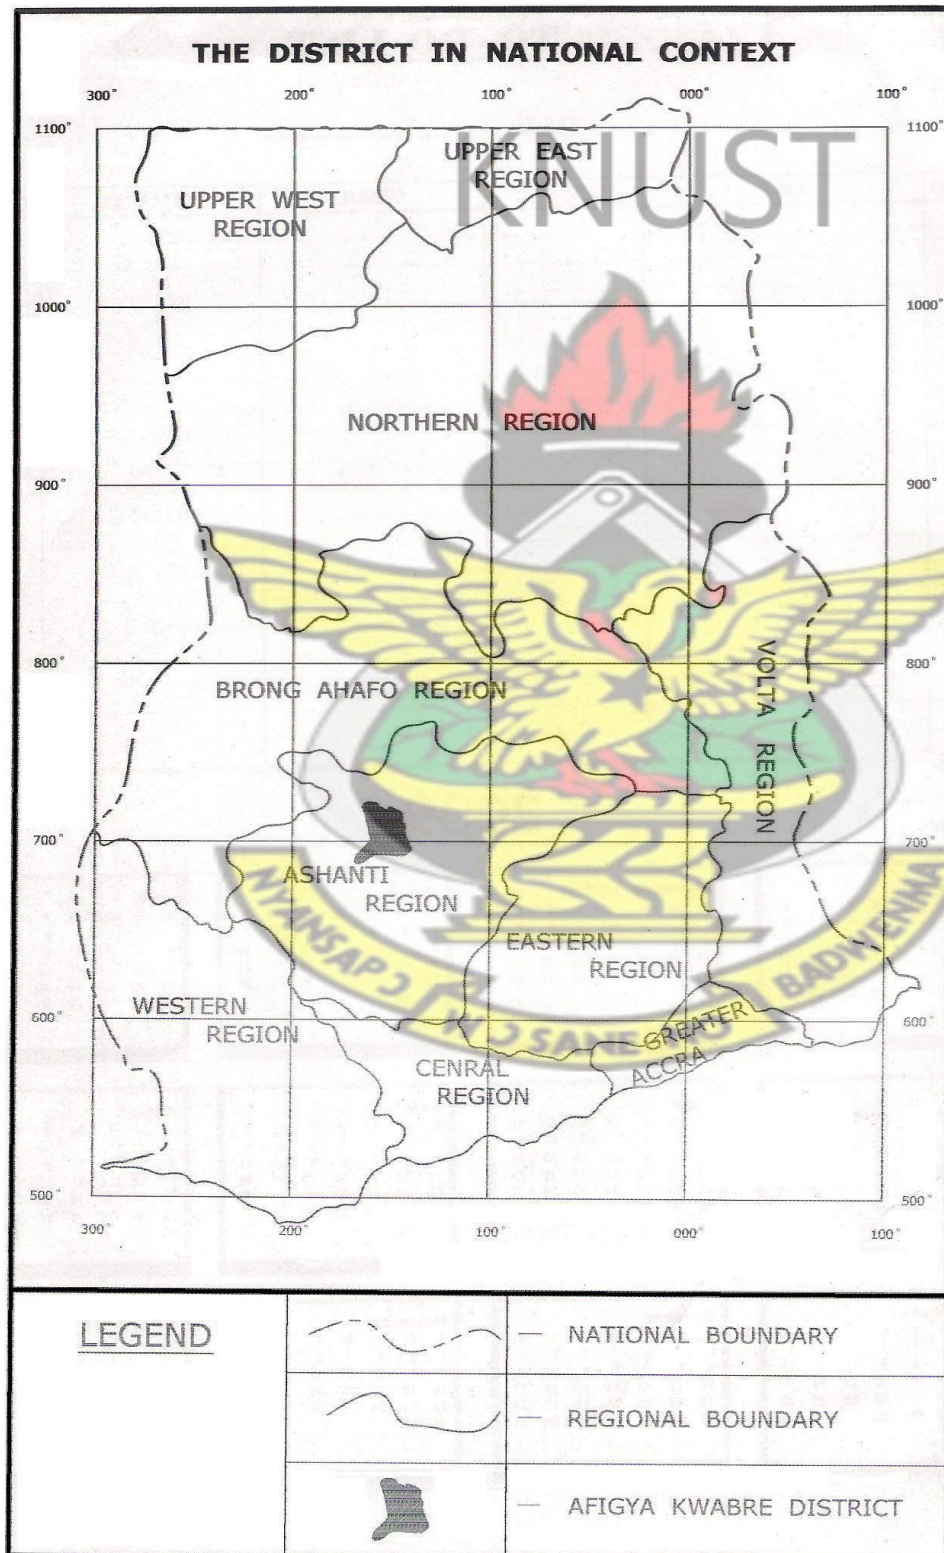 THE DISTRICT IN NATIONAL CONTEXT
300° 200° 100° 000° 100°
1100° 1100°
KNUST
UPPER EAST
REGION
UPPER WEST
REGION
1000° 1000°
NORTHERN REGION
900° 900°
800° 800°
BRONG AHAFO REGION
VOLTA REGION
700° 700°
ASHANTI
REGION
EASTERN
REGION
NYANSAPƆ
BADWENMA
WESTERN
REGION
600° 600°
GREATER
ACCRA
SANE
CENRAL
REGION
500° 500°
300° 200° 100° 000° 100°
LEGEND
— NATIONAL BOUNDARY
— REGIONAL BOUNDARY
— AFIGYA KWABRE DISTRICT